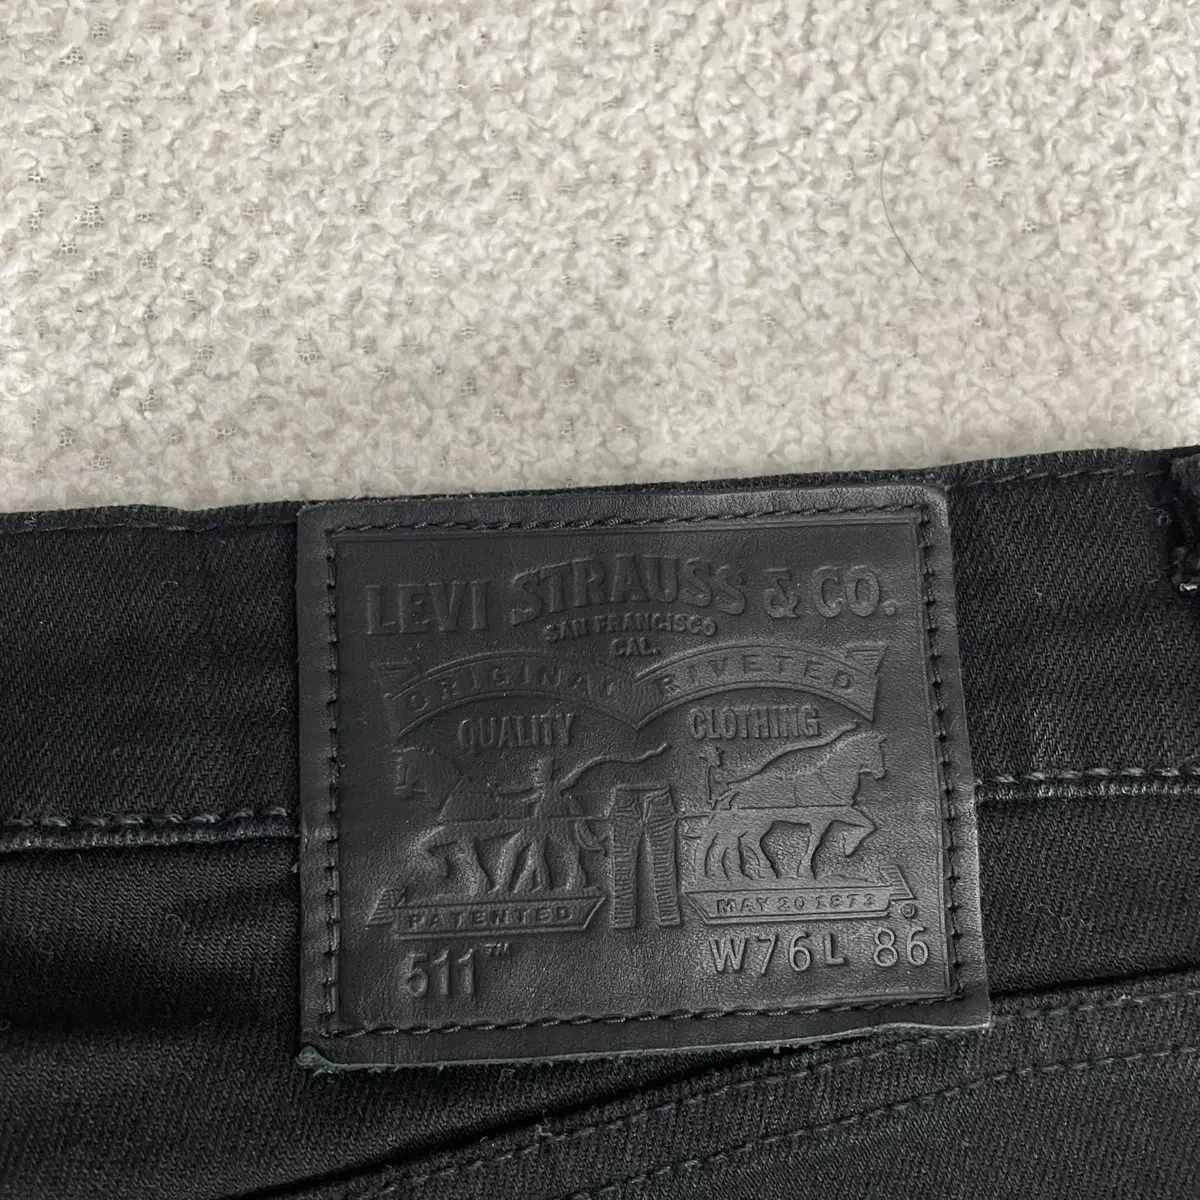 LEVI STRAUSS & CO.
SAN FRANCISCO
CAL.
ORIGINAL RIVETED
QUALITY CLOTHING
PATENTED MAY 20 1873 ®
511™ W76L 86